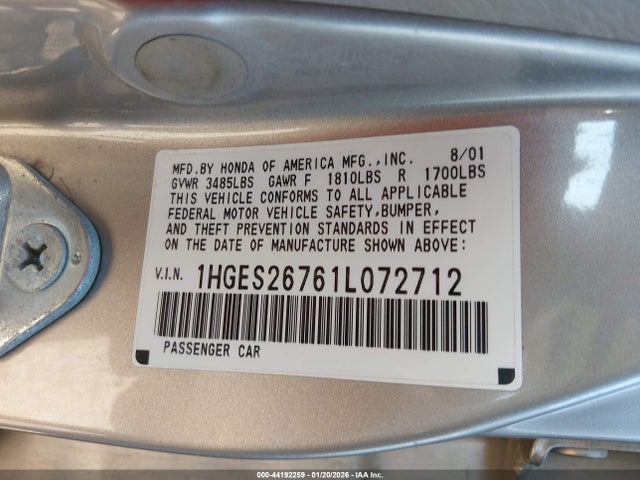 MFD.BY HONDA OF AMERICA MFG.,INC. 8/01
GVWR 3485LBS GAWR F 1810LBS R 1700LBS
THIS VEHICLE CONFORMS TO ALL APPLICABLE
FEDERAL MOTOR VEHICLE SAFETY,BUMPER,
AND THEFT PREVENTION STANDARDS IN EFFECT
ON THE DATE OF MANUFACTURE SHOWN ABOVE:
V.I.N. 1HGES26761L072712
PASSENGER CAR
000-44192259 - 01/20/2026 - IAA Inc.